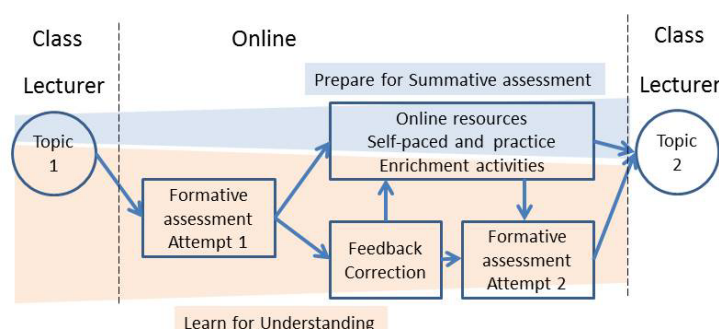 Class
Lecturer
Online
Class
Lecturer
Prepare for Summative assessment
Topic
1
Online resources
Self-paced and practice
Enrichment activities
Topic
2
Formative
assessment
Attempt 1
Feedback
Correction
Formative
assessment
Attempt 2
Learn for Understanding